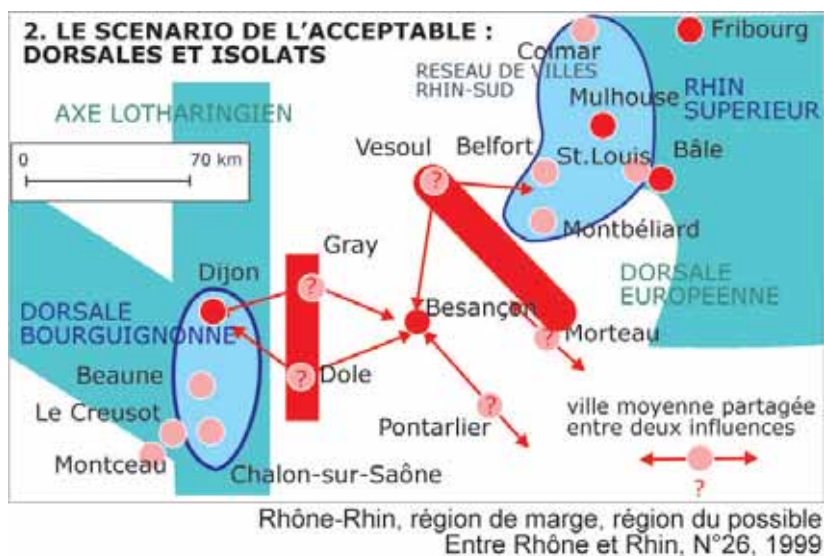 2. LE SCENARIO DE L'ACCEPTABLE :
DORSALES ET ISOLATS
Colmar
Fribourg
RESEAU DE VILLES
RHIN-SUD
AXE LOTHARINGIEN
Mulhouse
RHIN
SUPERIEUR
0 70 km
Vesoul
Belfort
St.Louis
Bâle
?
Montbéliard
Gray
Dijon
?
DORSALE
EUROPEENNE
DORSALE
BOURGUIGNONNE
Besançon
Morteau
?
Beaune
?
Dole
Le Creusot
?
Pontarlier
ville moyenne partagée
entre deux influences
Montceau
Chalon-sur-Saône
?
Rhône-Rhin, région de marge, région du possible
Entre Rhône et Rhin, N°26, 1999